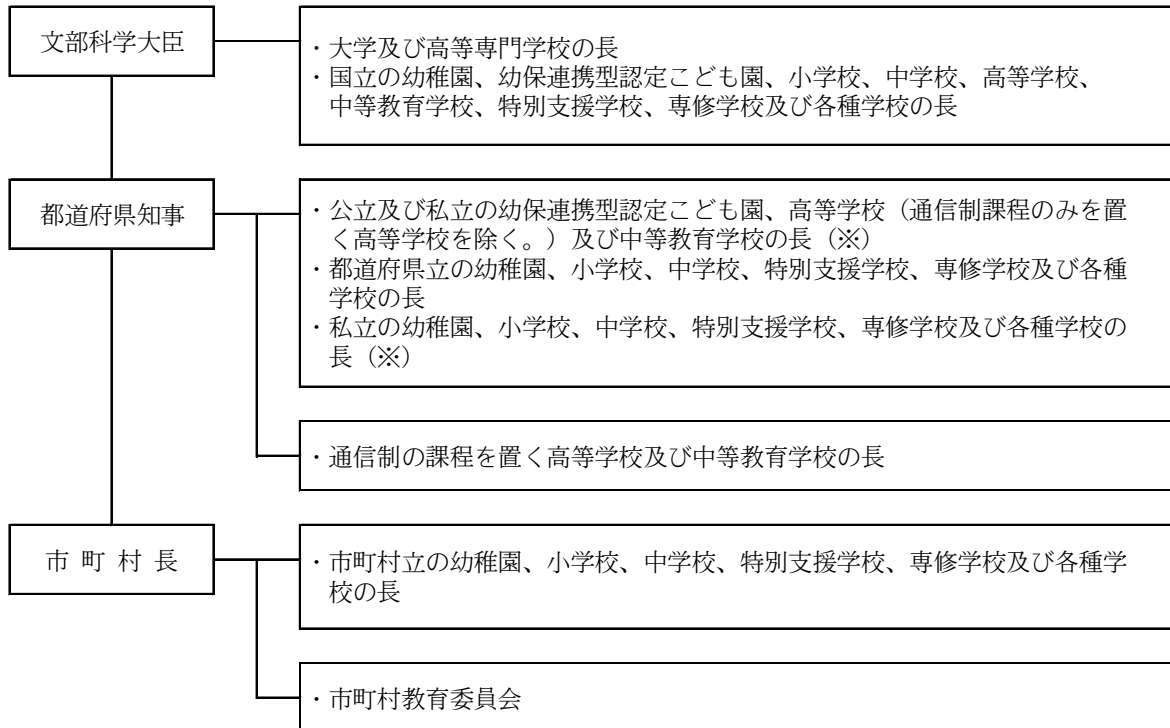 文部科学大臣
・大学及び高等専門学校の長
・国立の幼稚園、幼保連携型認定こども園、小学校、中学校、高等学校、
中等教育学校、特別支援学校、専修学校及び各種学校の長
都道府県知事
・公立及び私立の幼保連携型認定こども園、高等学校（通信制課程のみを置
く高等学校を除く。）及び中等教育学校の長（※）
・都道府県立の幼稚園、小学校、中学校、特別支援学校、専修学校及び各種
学校の長
・私立の幼稚園、小学校、中学校、特別支援学校、専修学校及び各種学校の
長（※）
・通信制の課程を置く高等学校及び中等教育学校の長
市 町 村 長
・市町村立の幼稚園、小学校、中学校、特別支援学校、専修学校及び各種学
校の長
・市町村教育委員会